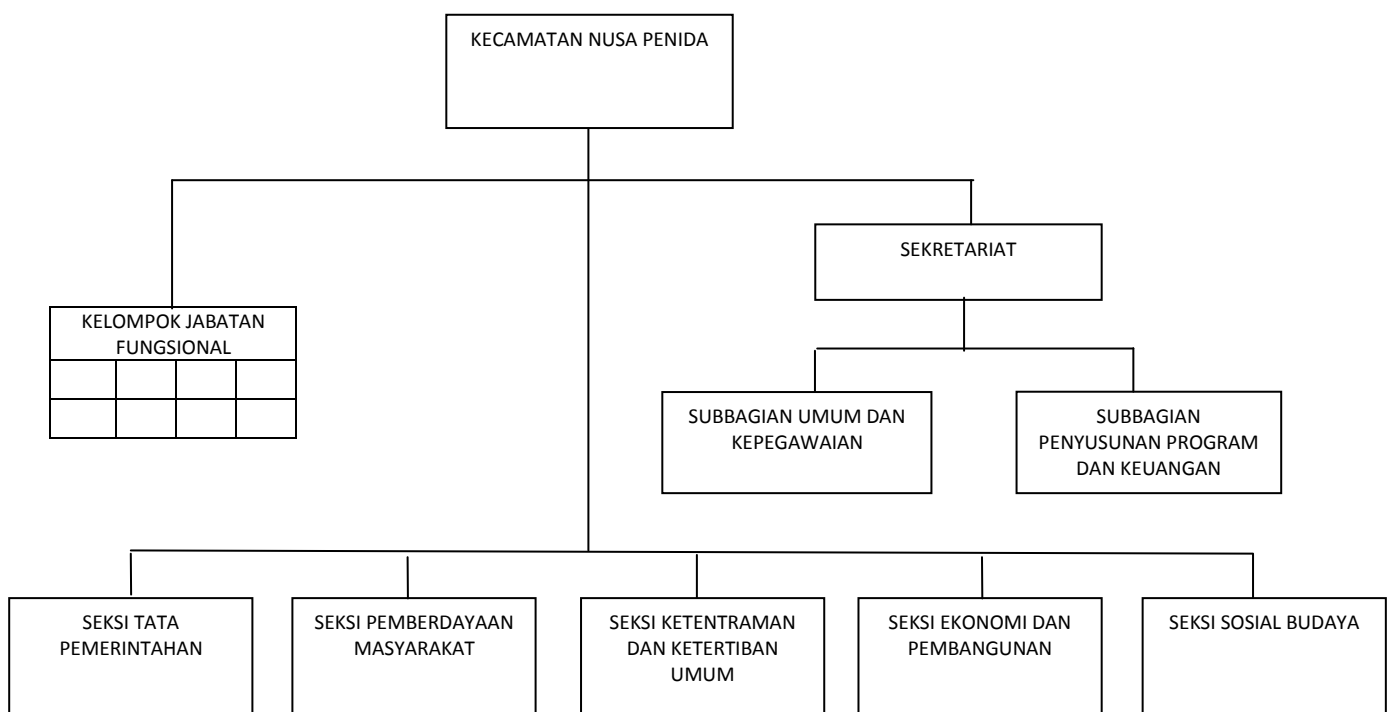 KECAMATAN NUSA PENIDA
SEKRETARIAT
KELOMPOK JABATAN
FUNGSIONAL
SUBBAGIAN UMUM DAN
KEPEGAWAIAN
SUBBAGIAN
PENYUSUNAN PROGRAM
DAN KEUANGAN
SEKSI TATA
PEMERINTAHAN
SEKSI PEMBERDAYAAN
MASYARAKAT
SEKSI KETENTRAMAN
DAN KETERTIBAN
UMUM
SEKSI EKONOMI DAN
PEMBANGUNAN
SEKSI SOSIAL BUDAYA